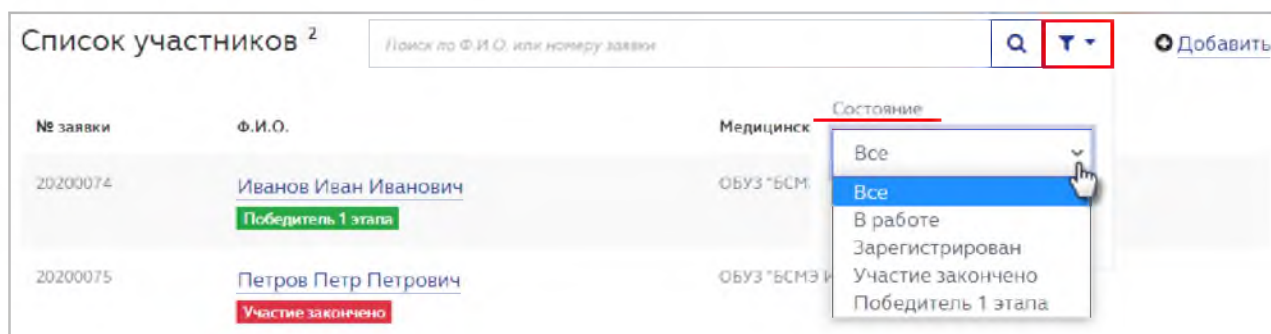 Список участников 2
Поиск по Ф.И.О. или номеру заявки
Добавить
Состояние
№ заявки Ф.И.О. Медицинск
Все
20200074 Иванов Иван Иванович ОБУЗ "БСМ
Все
Победитель 1 этапа
В работе
Зарегистрирован
20200075 Петров Петр Петрович ОБУЗ "БСМЭ И
Участие закончено
Участие закончено
Победитель 1 этапа